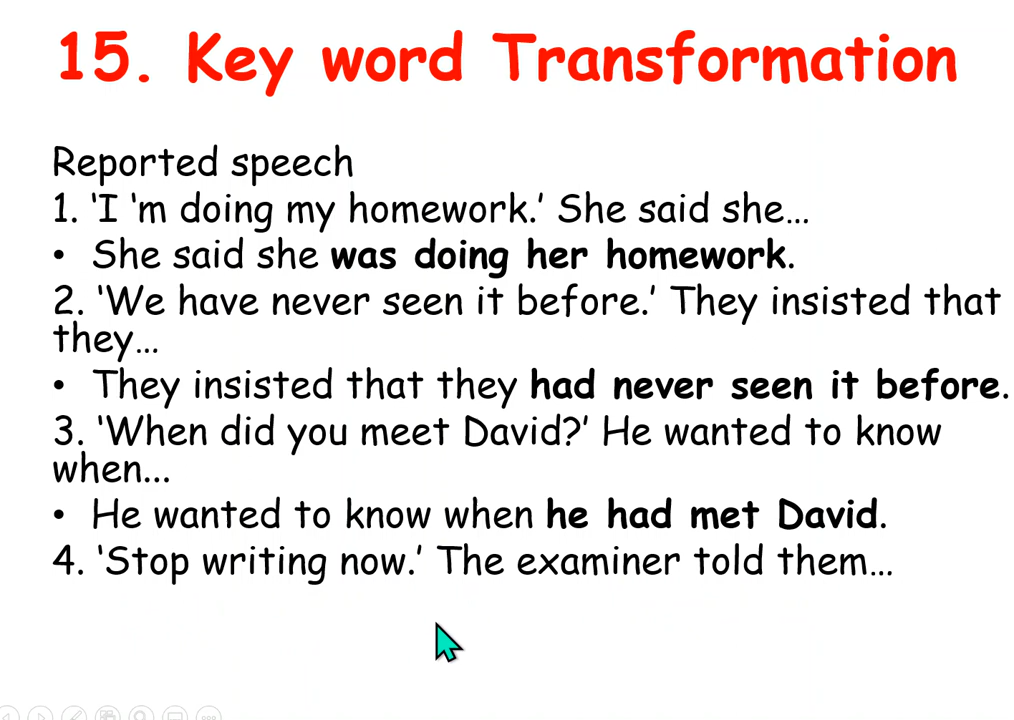 15. Key word Transformation
Reported speech
1. ‘I ‘m doing my homework.’ She said she…
• She said she was doing her homework.
2. ‘We have never seen it before.’ They insisted that
they…
• They insisted that they had never seen it before.
3. ‘When did you meet David?’ He wanted to know
when...
• He wanted to know when he had met David.
4. ‘Stop writing now.’ The examiner told them…